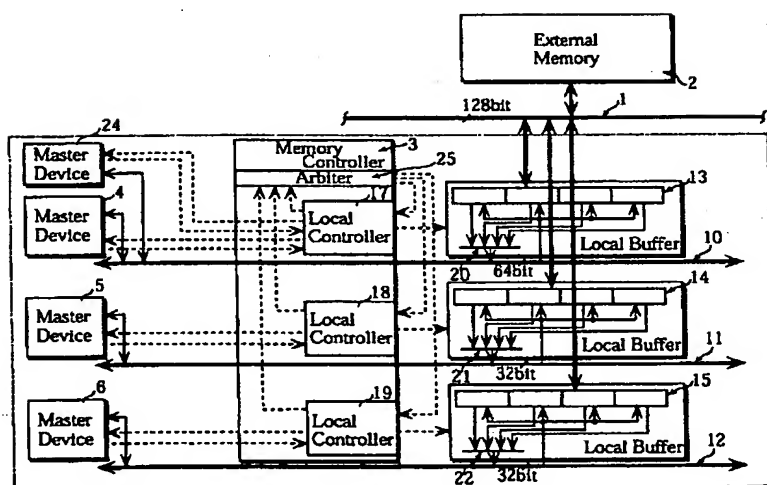 External
Memory
2
128bit
1
24
Master
Device
3
Memory
Controller
25
Arbiter
4
Master
Device
17
Local
Controller
13
Local Buffer
20
64bit
10
5
Master
Device
18
Local
Controller
14
Local Buffer
21
32bit
11
6
Master
Device
19
Local
Controller
15
Local Buffer
22
32bit
12